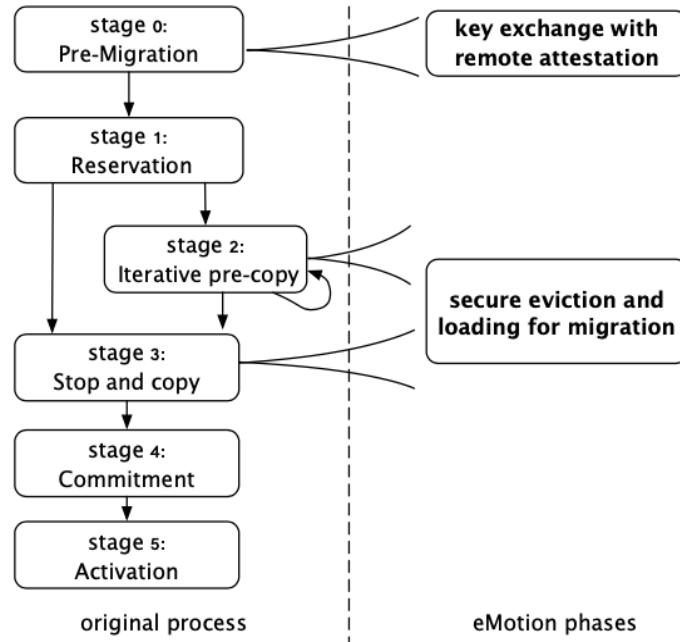 stage 0:
Pre-Migration
key exchange with
remote attestation
stage 1:
Reservation
stage 2:
Iterative pre-copy
secure eviction and
loading for migration
stage 3:
Stop and copy
stage 4:
Commitment
stage 5:
Activation
original process
eMotion phases